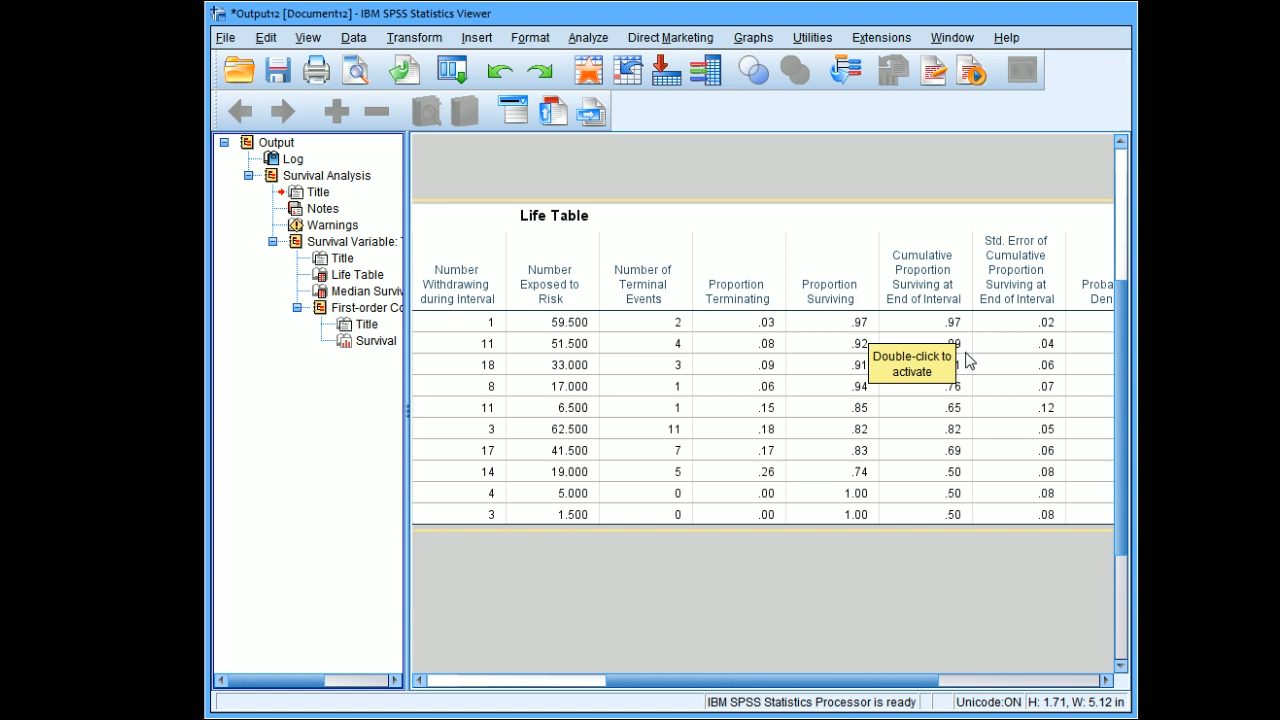 *Output12 [Document12] - IBM SPSS Statistics Viewer
File Edit View Data Transform Insert Format Analyze Direct Marketing Graphs Utilities Extensions Window Help
Output
Log
Survival Analysis
Title
Notes
Warnings
Survival Variable:
Title
Life Table
Median Surviv
First-order Co
Title
Survival
Life Table
Number Withdrawing during Interval
Number Exposed to Risk
Number of Terminal Events
Proportion Terminating
Proportion Surviving
Cumulative Proportion Surviving at End of Interval
Std. Error of Cumulative Proportion Surviving at End of Interval
Proba Den
1 59.500 2 .03 .97 .97 .02
11 51.500 4 .08 .92 .04
18 33.000 3 .09 .91 .06
8 17.000 1 .06 .94 .76 .07
11 6.500 1 .15 .85 .65 .12
3 62.500 11 .18 .82 .82 .05
17 41.500 7 .17 .83 .69 .06
14 19.000 5 .26 .74 .50 .08
4 5.000 0 .00 1.00 .50 .08
3 1.500 0 .00 1.00 .50 .08
Double-click to
activate
IBM SPSS Statistics Processor is ready Unicode:ON H: 1.71, W: 5.12 in